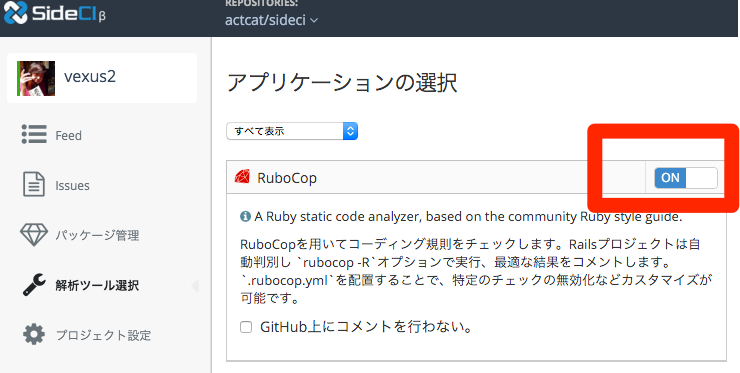 SideCI β
REPOSITORIES:
actcat/sideci
vexus2
Feed
Issues
パッケージ管理
解析ツール選択
プロジェクト設定
アプリケーションの選択
すべて表示
RuboCop
ON
A Ruby static code analyzer, based on the community Ruby style guide.
RuboCopを用いてコーディング規則をチェックします。Railsプロジェクトは自
動判別し `rubocop -R`オプションで実行、最適な結果をコメントします。
`.rubocop.yml`を配置することで、特定のチェックの無効化などカスタマイズが
可能です。
GitHub上にコメントを行わない。